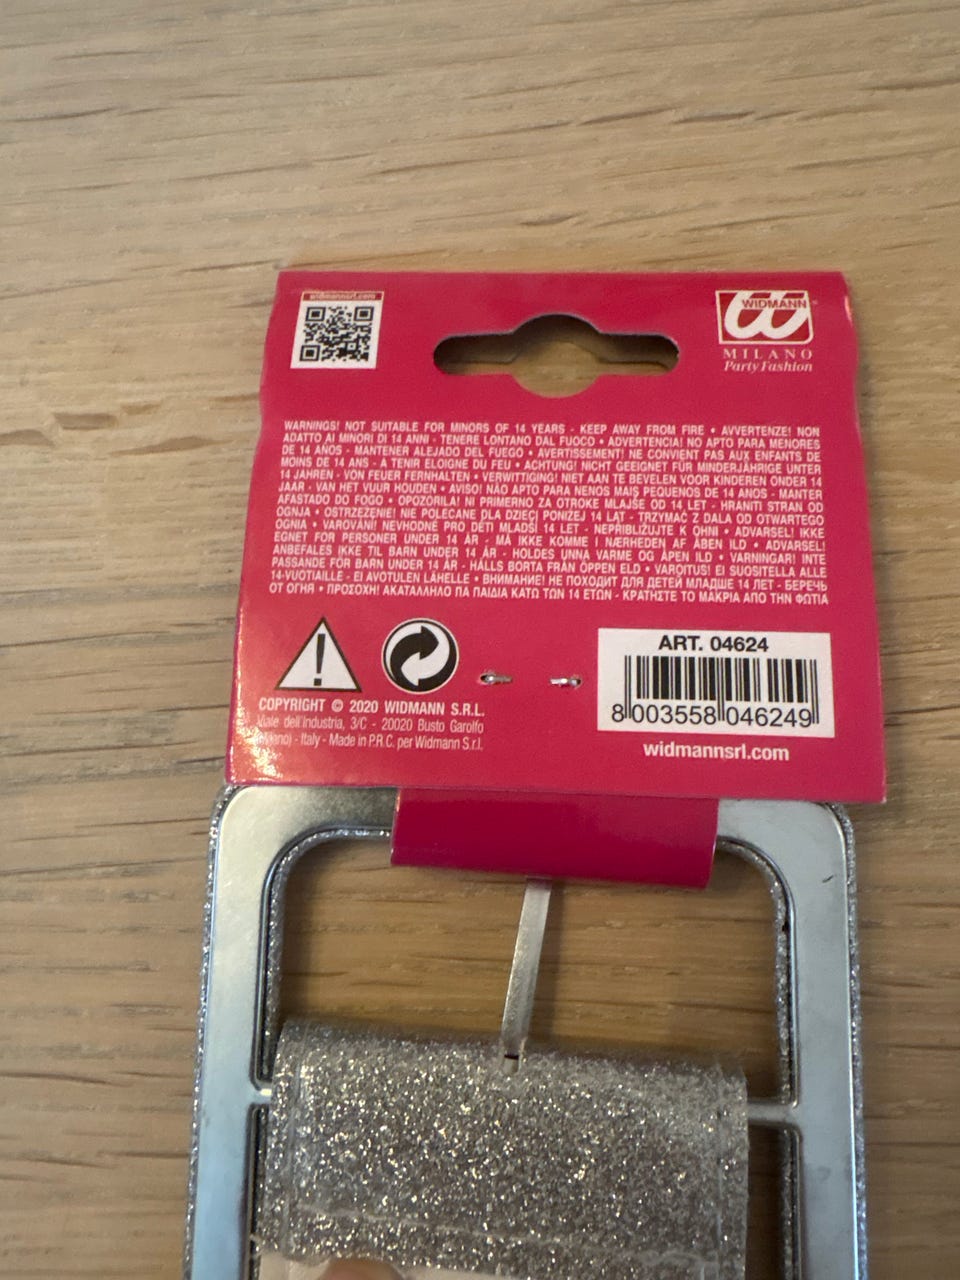 widmannsrl.com
WIDMANN
MILANO
Party Fashion
WARNINGS! NOT SUITABLE FOR MINORS OF 14 YEARS - KEEP AWAY FROM FIRE • AVVERTENZE! NON
ADATTO AI MINORI DI 14 ANNI - TENERE LONTANO DAL FUOCO • ADVERTENCIA! NO APTO PARA MENORES
DE 14 AÑOS - MANTENER ALEJADO DEL FUEGO • AVERTISSEMENT! NE CONVIENT PAS AUX ENFANTS DE
MOINS DE 14 ANS - A TENIR ELOIGNE DU FEU • ACHTUNG! NICHT GEEIGNET FÜR MINDERJÄHRIGE UNTER
14 JAHREN - VON FEUER FERNHALTEN • VERWITTIGING! NIET AAN TE BEVELEN VOOR KINDEREN ONDER 14
JAAR - VAN HET VUUR HOUDEN • AVISO! NÃO APTO PARA NENOS MAIS PEQUENOS DE 14 ANOS - MANTER
AFASTADO DO FOGO • OPOZORILA! NI PRIMERNO ZA OTROKE MLAJŠE OD 14 LET - HRANITI STRAN OD
OGNJA • OSTRZEŻENIE! NIE POLECANE DLA DZIECI PONIŻEJ 14 LAT - TRZYMAĆ Z DALA OD OTWARTEGO
OGNIA • VAROVÁNÍ! NEVHODNÉ PRO DĚTI MLADŠÍ 14 LET - NEPŘIBLIŽUJTE K OHNI • ADVARSEL! IKKE
EGNET FOR PERSONER UNDER 14 ÅR - MÅ IKKE KOMME I NÆRHEDEN AF ÅBEN ILD • ADVARSEL!
ANBEFALES IKKE TIL BARN UNDER 14 ÅR - HOLDES UNNA VARME OG ÅPEN ILD • VARNINGAR! INTE
PASSANDE FÖR BARN UNDER 14 ÅR - HÅLLS BORTA FRÅN ÖPPEN ELD • VAROITUS! EI SUOSITELLA ALLE
14-VUOTIAILLE - EI AVOTULEN LÄHELLE • ВНИМАНИЕ! НЕ ПОХОДИТ ДЛЯ ДЕТЕЙ МЛАДШЕ 14 ЛЕТ - БЕРЕЧЬ
ОТ ОГНЯ • ΠΡΟΣΟΧΗ! ΑΚΑΤΑΛΛΗΛΟ ΓΙΑ ΠΑΙΔΙΑ ΚΑΤΩ ΤΩΝ 14 ΕΤΩΝ - ΚΡΑΤΗΣΤΕ ΤΟ ΜΑΚΡΙΑ ΑΠΟ ΤΗΝ ΦΩΤΙΑ
COPYRIGHT © 2020 WIDMANN S.R.L.
Viale dell'Industria, 3/C - 20020 Busto Garolfo
(Milano) - Italy - Made in P.R.C. per Widmann S.r.l.
ART. 04624
8 003558 046249
widmannsrl.com